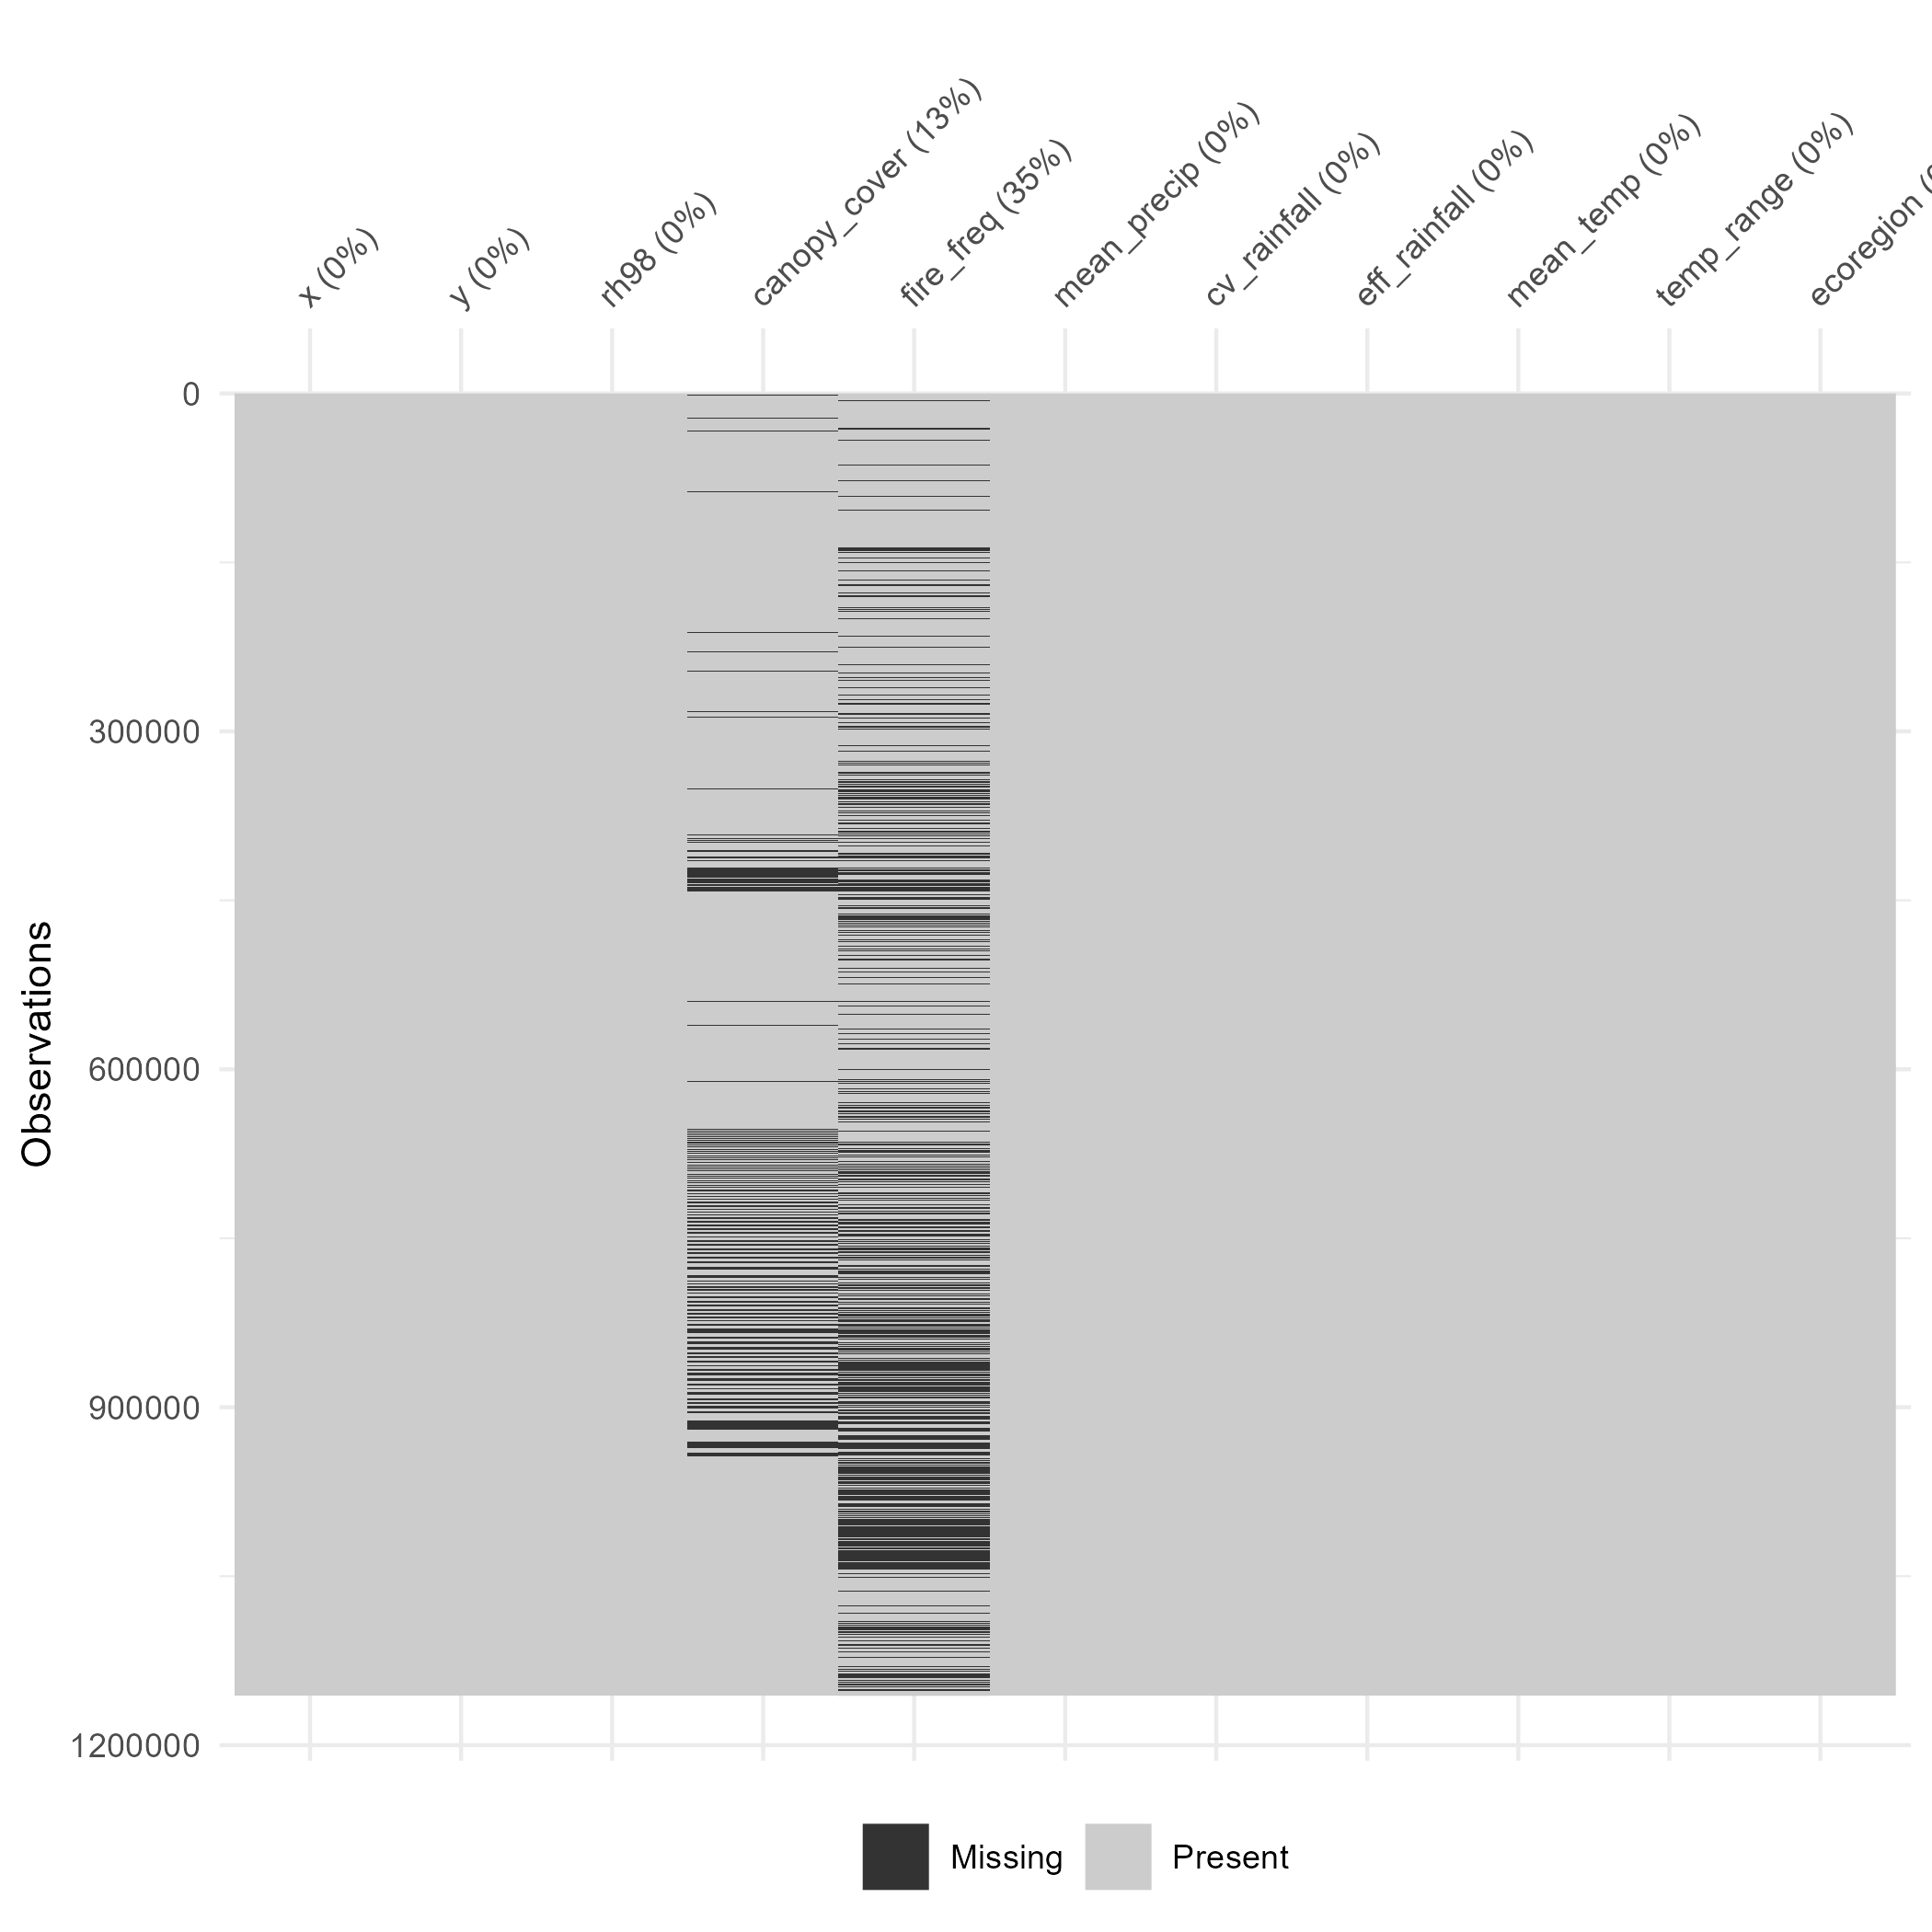 x (0%)
y (0%)
rh98 (0%)
canopy_cover (13%)
fire_freq (35%)
mean_precip (0%)
cv_rainfall (0%)
eff_rainfall (0%)
mean_temp (0%)
temp_range (0%)
ecoregion
0
300000
600000
900000
1200000
Observations
Missing
Present